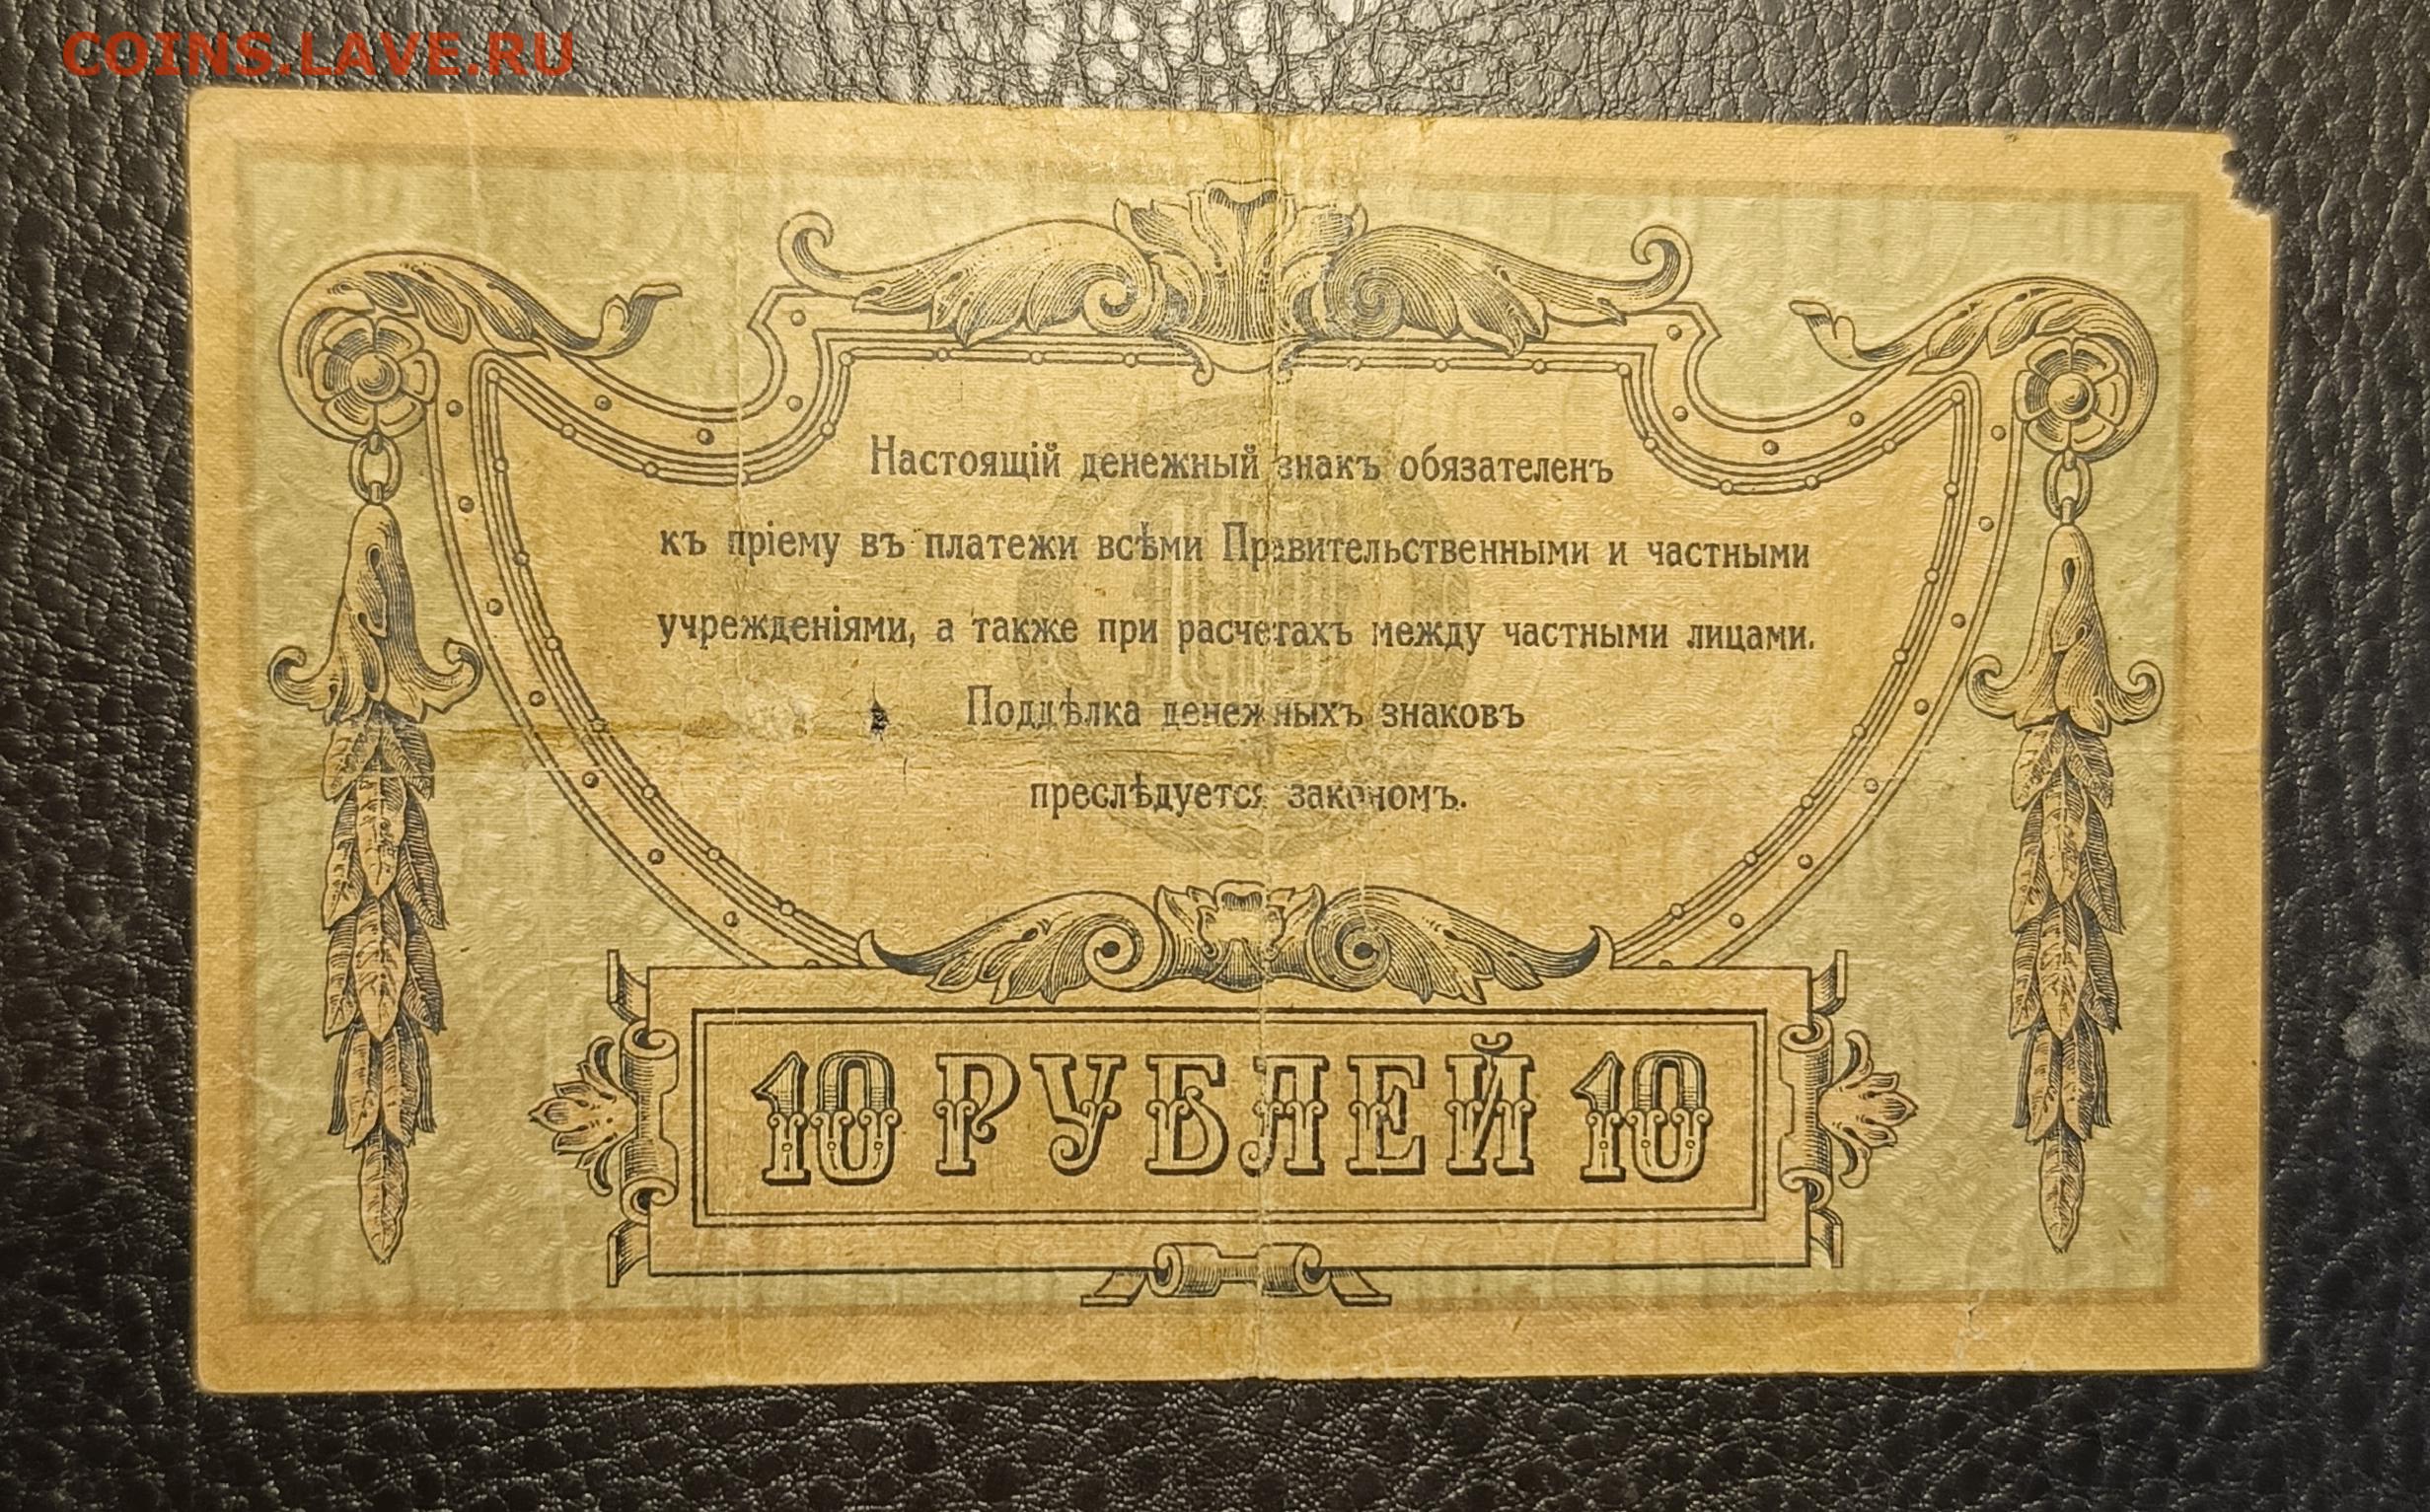 COINS.LAVE.RU
Настоящій денежный знакъ обязателенъ
къ пріему въ платежи всѣми Правительственными и частными
учрежденіями, а также при расчетахъ между частными лицами.
Поддѣлка денежныхъ знаковъ
преслѣдуется закономъ.
10 РУБЛЕЙ 10